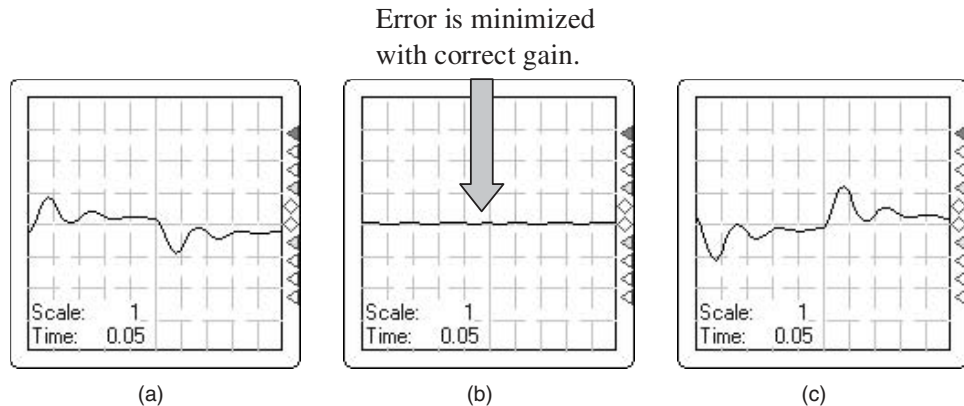 Error is minimized
with correct gain.
Scale: 1
Time: 0.05
Scale: 1
Time: 0.05
Scale: 1
Time: 0.05
(a)
(b)
(c)